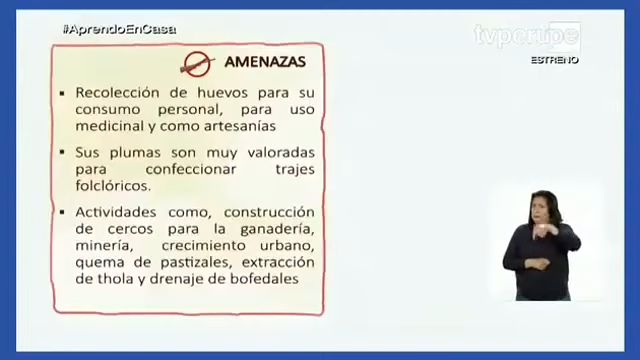 #AprendoEnCasa
tvperupe
ESTRENO
AMENAZAS
▪ Recolección de huevos para su
consumo personal, para uso
medicinal y como artesanías
▪ Sus plumas son muy valoradas
para confeccionar trajes
folclóricos.
▪ Actividades como, construcción
de cercos para la ganadería,
minería, crecimiento urbano,
quema de pastizales, extracción
de thola y drenaje de bofedales